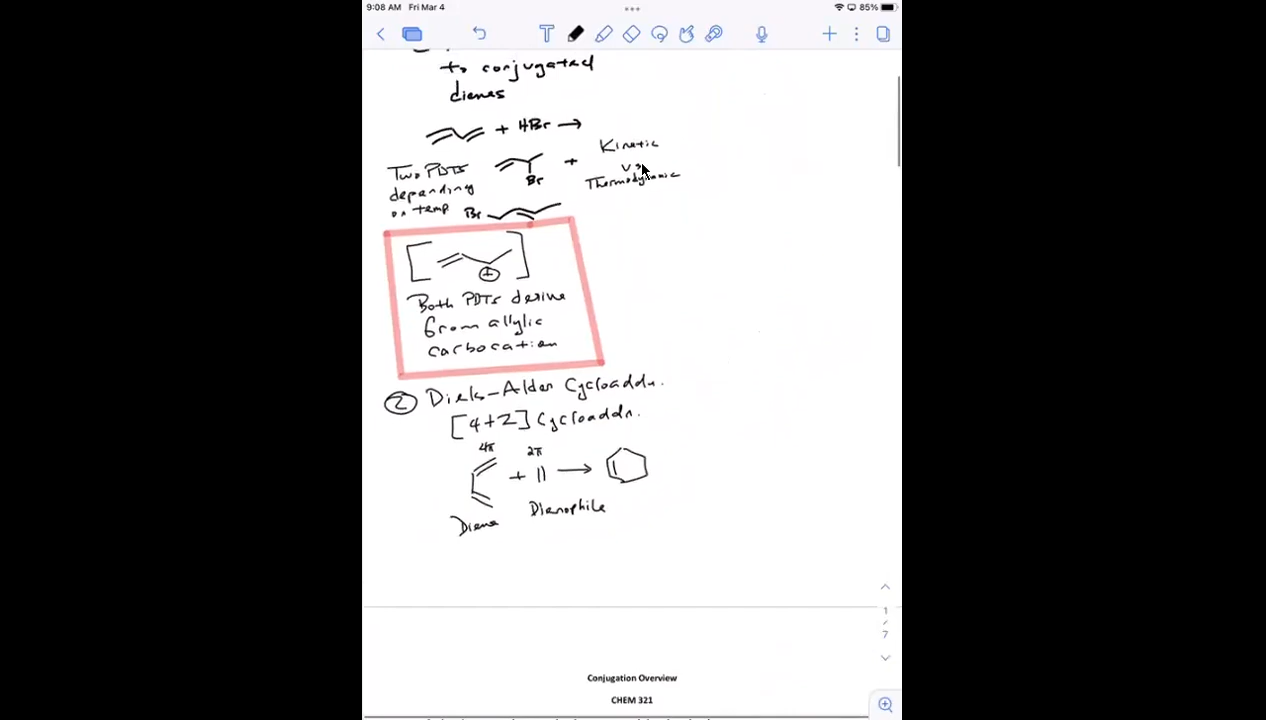 9:08 AM Fri Mar 4
85%
to conjugated
dienes
+ HBr →
Kinetic
vs
Thermodynamic
Two PDTs
depending
on temp
+
Br
Br
+
Both PDTs derive
from allylic
carbocation
2 Diels-Alder Cycloaddn.
[4+2] Cycloaddn.
4π 2π
+ →
Diene
Dienophile
1
/
7
Conjugation Overview
CHEM 321